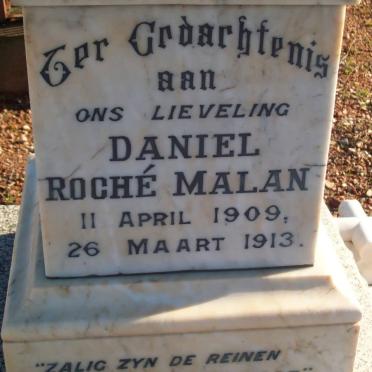 Ter Gedachtenis
aan
ONS LIEVELING
DANIEL
ROCHÉ MALAN
11 APRIL 1909,
26 MAART 1913.
"ZALIG ZYN DE REINEN